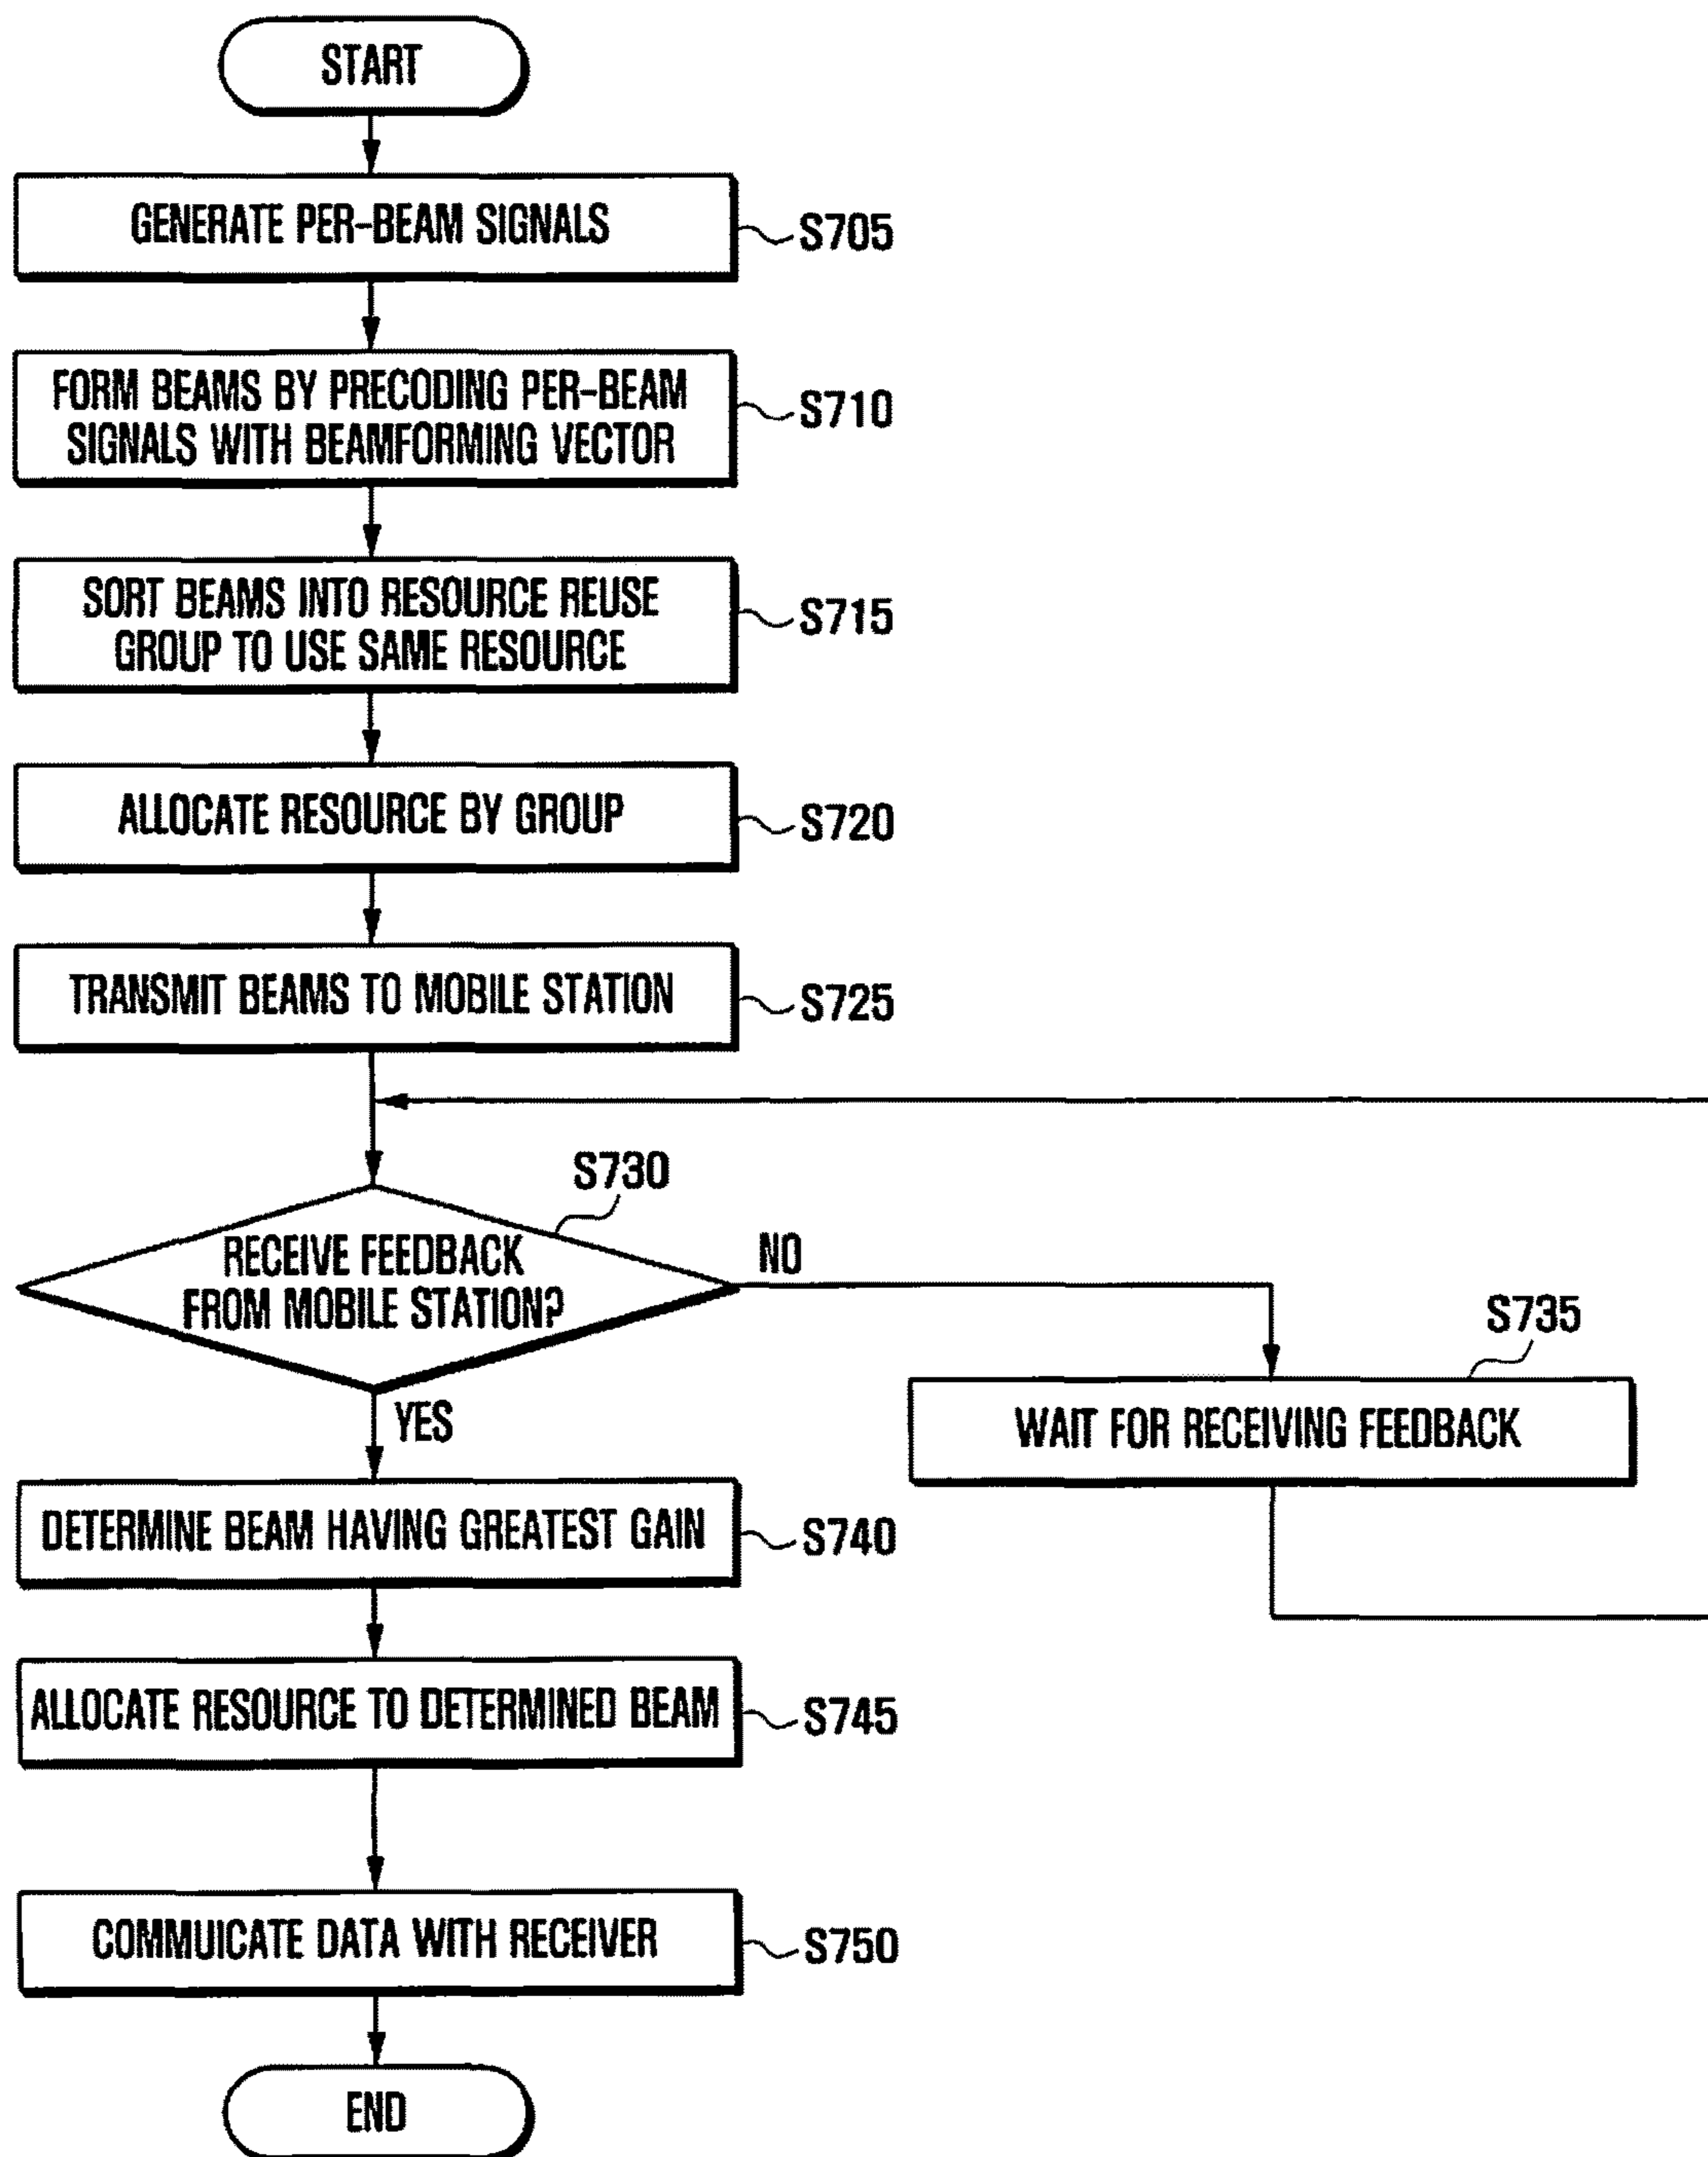 START
GENERATE PER-BEAM SIGNALS
S705
FORM BEAMS BY PRECODING PER-BEAM
SIGNALS WITH BEAMFORMING VECTOR
S710
SORT BEAMS INTO RESOURCE REUSE
GROUP TO USE SAME RESOURCE
S715
ALLOCATE RESOURCE BY GROUP
S720
TRANSMIT BEAMS TO MOBILE STATION
S725
S730
RECEIVE FEEDBACK
FROM MOBILE STATION?
NO
S735
WAIT FOR RECEIVING FEEDBACK
YES
DETERMINE BEAM HAVING GREATEST GAIN
S740
ALLOCATE RESOURCE TO DETERMINED BEAM
S745
COMMUICATE DATA WITH RECEIVER
S750
END